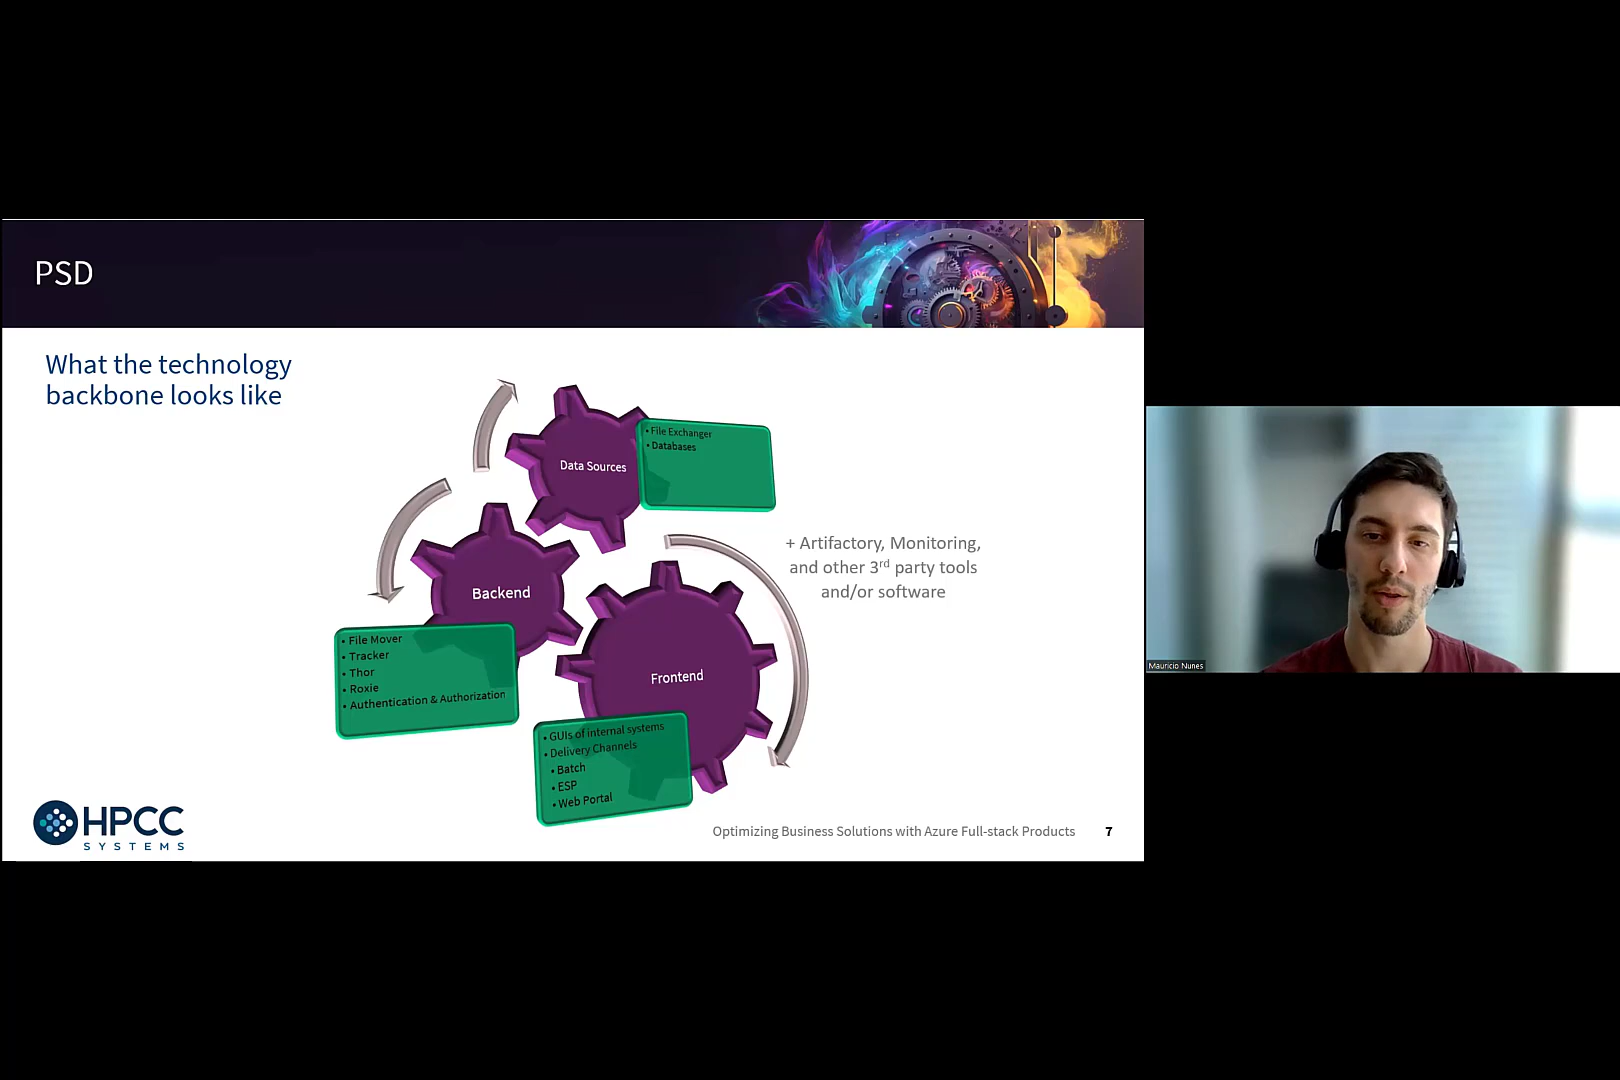 PSD
What the technology
backbone looks like
Data Sources
• File Exchanger
• Databases
+ Artifactory, Monitoring,
and other 3rd party tools
and/or software
Backend
• File Mover
• Tracker
• Thor
• Roxie
• Authentication & Authorization
Frontend
• GUIs of internal systems
• Delivery Channels
• Batch
• ESP
• Web Portal
HPCC
SYSTEMS
Optimizing Business Solutions with Azure Full-stack Products 7
Mauricio Nunes